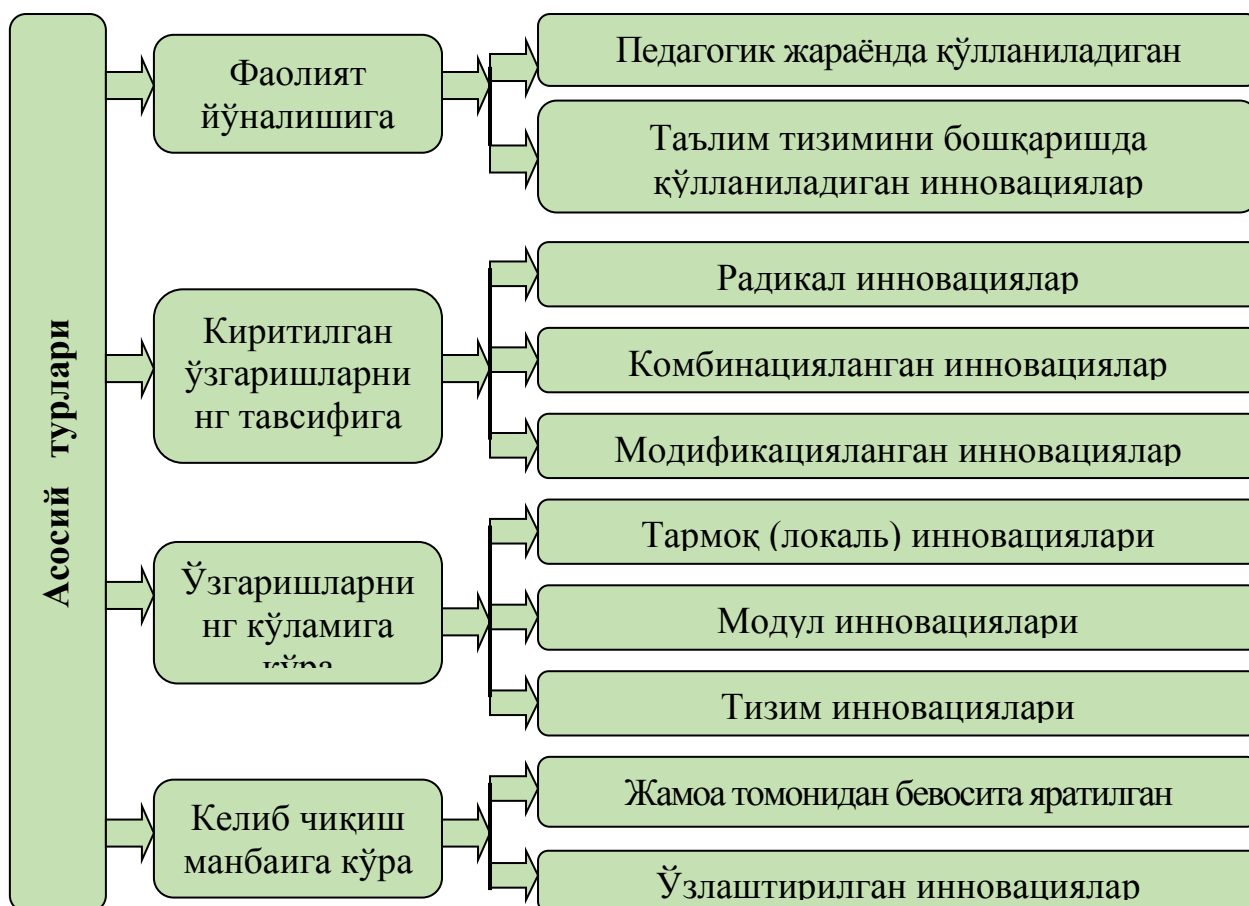 Асосий турлари
Фаолият
йўналишига
Педагогик жараёнда қўлланиладиган
Таълим тизимини бошқаришда
қўлланиладиган инновациялар
Киритилган
ўзгаришларни
нг тавсифига
Радикал инновациялар
Комбинацияланган инновациялар
Модификацияланган инновациялар
Ўзгаришларни
нг кўламига
кўра
Тармоқ (локаль) инновациялари
Модул инновациялари
Тизим инновациялари
Келиб чиқиш
манбаига кўра
Жамоа томонидан бевосита яратилган
Ўзлаштирилган инновациялар